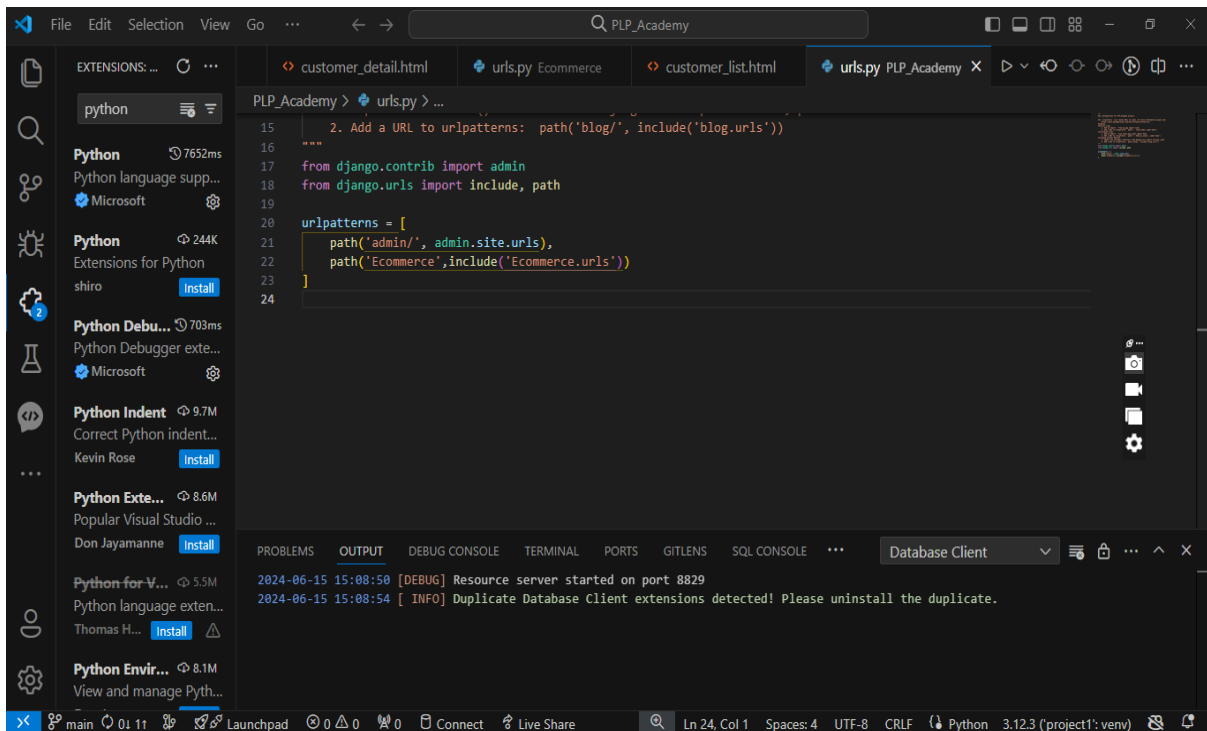 File Edit Selection View Go ··· PLP_Academy
EXTENSIONS: ...
python
Python 7652ms
Python language supp...
Microsoft
Python 244K
Extensions for Python
shiro Install
Python Debu... 703ms
Python Debugger exte...
Microsoft
Python Indent 9.7M
Correct Python indent...
Kevin Rose Install
Python Exte... 8.6M
Popular Visual Studio ...
Don Jayamanne Install
Python for V... 5.5M
Python language exten...
Thomas H... Install
Python Envir... 8.1M
View and manage Pyth...
2
customer_detail.html urls.py Ecommerce customer_list.html urls.py PLP_Academy
PLP_Academy > urls.py > ...
15 2. Add a URL to urlpatterns: path('blog/', include('blog.urls'))
16 """
17 from django.contrib import admin
18 from django.urls import include, path
19
20 urlpatterns = [
21 path('admin/', admin.site.urls),
22 path('Ecommerce',include('Ecommerce.urls'))
23 ]
24
PROBLEMS OUTPUT DEBUG CONSOLE TERMINAL PORTS GITLENS SQL CONSOLE ··· Database Client
2024-06-15 15:08:50 [DEBUG] Resource server started on port 8829
2024-06-15 15:08:54 [ INFO] Duplicate Database Client extensions detected! Please uninstall the duplicate.
main 0↓ 1↑ Launchpad 0 0 0 Connect Live Share Ln 24, Col 1 Spaces: 4 UTF-8 CRLF Python 3.12.3 ('project1': venv)